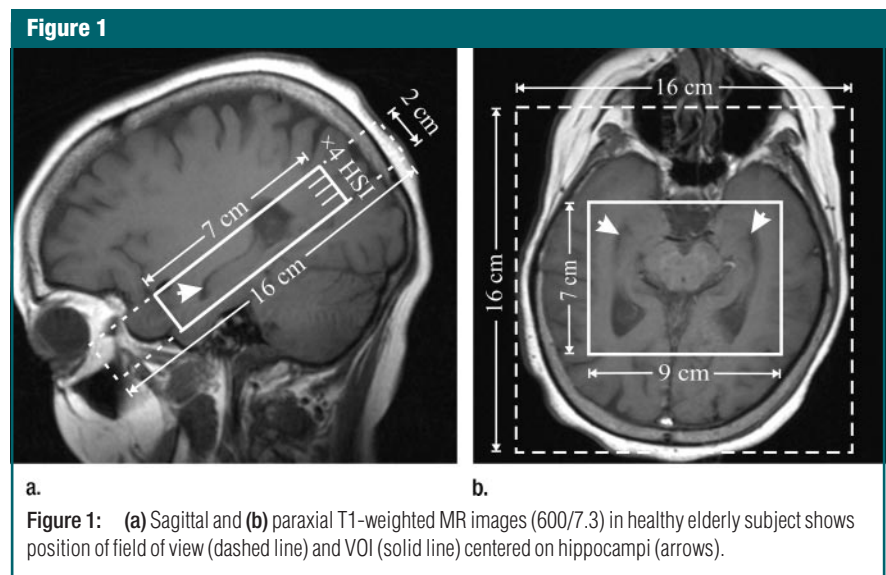 Figure 1
2 cm
×4 HSI
7 cm
16 cm
16 cm
16 cm
7 cm
9 cm
a.
b.
Figure 1: (a) Sagittal and (b) paraxial T1-weighted MR images (600/7.3) in healthy elderly subject shows
position of field of view (dashed line) and VOI (solid line) centered on hippocampi (arrows).